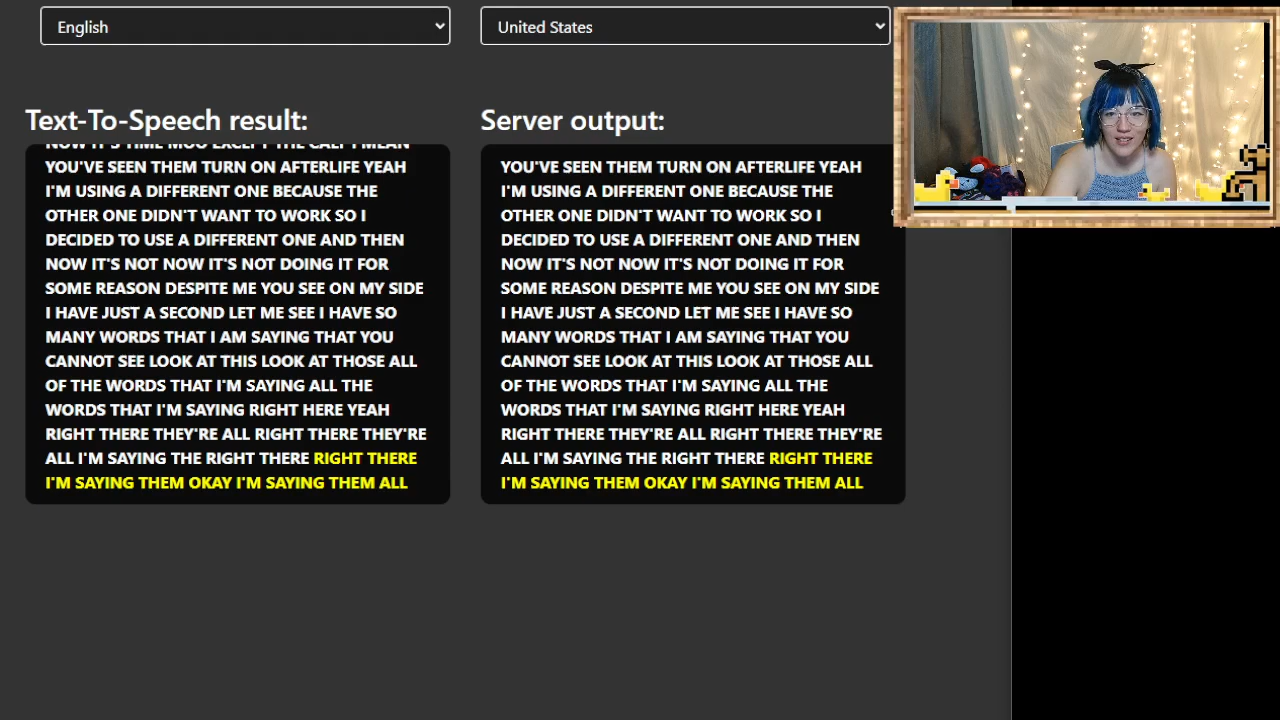 English
United States
Text-To-Speech result:
NOW IT'S TIME MOO EXCEPT THE CALF I MEAN
YOU'VE SEEN THEM TURN ON AFTERLIFE YEAH
I'M USING A DIFFERENT ONE BECAUSE THE
OTHER ONE DIDN'T WANT TO WORK SO I
DECIDED TO USE A DIFFERENT ONE AND THEN
NOW IT'S NOT NOW IT'S NOT DOING IT FOR
SOME REASON DESPITE ME YOU SEE ON MY SIDE
I HAVE JUST A SECOND LET ME SEE I HAVE SO
MANY WORDS THAT I AM SAYING THAT YOU
CANNOT SEE LOOK AT THIS LOOK AT THOSE ALL
OF THE WORDS THAT I'M SAYING ALL THE
WORDS THAT I'M SAYING RIGHT HERE YEAH
RIGHT THERE THEY'RE ALL RIGHT THERE THEY'RE
ALL I'M SAYING THE RIGHT THERE RIGHT THERE
I'M SAYING THEM OKAY I'M SAYING THEM ALL
Server output:
YOU'VE SEEN THEM TURN ON AFTERLIFE YEAH
I'M USING A DIFFERENT ONE BECAUSE THE
OTHER ONE DIDN'T WANT TO WORK SO I
DECIDED TO USE A DIFFERENT ONE AND THEN
NOW IT'S NOT NOW IT'S NOT DOING IT FOR
SOME REASON DESPITE ME YOU SEE ON MY SIDE
I HAVE JUST A SECOND LET ME SEE I HAVE SO
MANY WORDS THAT I AM SAYING THAT YOU
CANNOT SEE LOOK AT THIS LOOK AT THOSE ALL
OF THE WORDS THAT I'M SAYING ALL THE
WORDS THAT I'M SAYING RIGHT HERE YEAH
RIGHT THERE THEY'RE ALL RIGHT THERE THEY'RE
ALL I'M SAYING THE RIGHT THERE RIGHT THERE
I'M SAYING THEM OKAY I'M SAYING THEM ALL